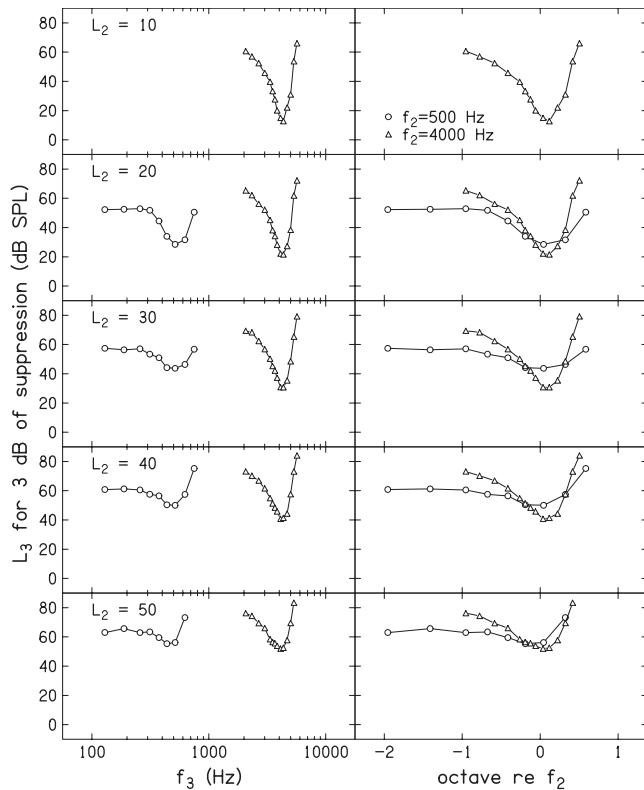 L₂ = 10
80
60
40
20
0
○ f₂=500 Hz
△ f₂=4000 Hz
L₂ = 20
80
60
40
20
0
L₂ = 30
80
60
40
20
0
L₂ = 40
80
60
40
20
0
L₂ = 50
80
60
40
20
0
L₃ for 3 dB of suppression (dB SPL)
100 1000 10000
-2 -1 0 1
f₃ (Hz)
octave re f₂